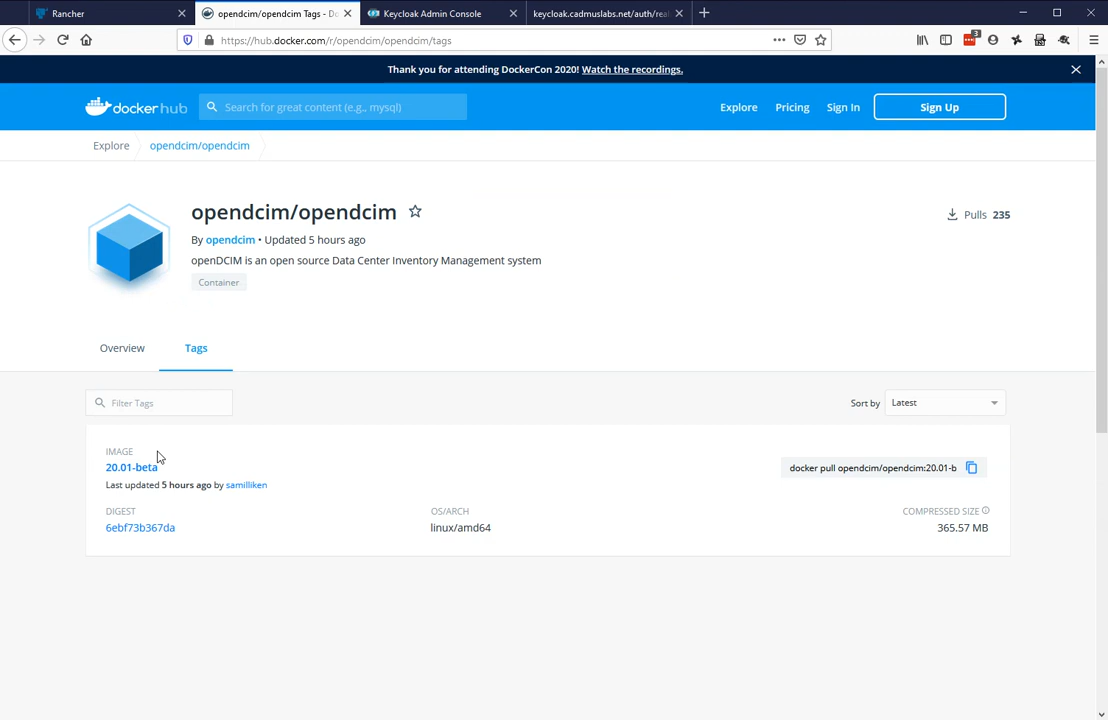 Rancher
opendcim/opendcim Tags - Do
Keycloak Admin Console
keycloak.cadmuslabs.net/auth/rea
https://hub.docker.com/r/opendcim/opendcim/tags
3
Thank you for attending DockerCon 2020! Watch the recordings.
docker hub
Search for great content (e.g., mysql)
Explore
Pricing
Sign In
Sign Up
Explore
opendcim/opendcim
opendcim/opendcim
Pulls 235
By opendcim • Updated 5 hours ago
openDCIM is an open source Data Center Inventory Management system
Container
Overview
Tags
Filter Tags
Sort by
Latest
IMAGE
20.01-beta
docker pull opendcim/opendcim:20.01-b
Last updated 5 hours ago by samilliken
DIGEST
OS/ARCH
COMPRESSED SIZE
6ebf73b367da
linux/amd64
365.57 MB